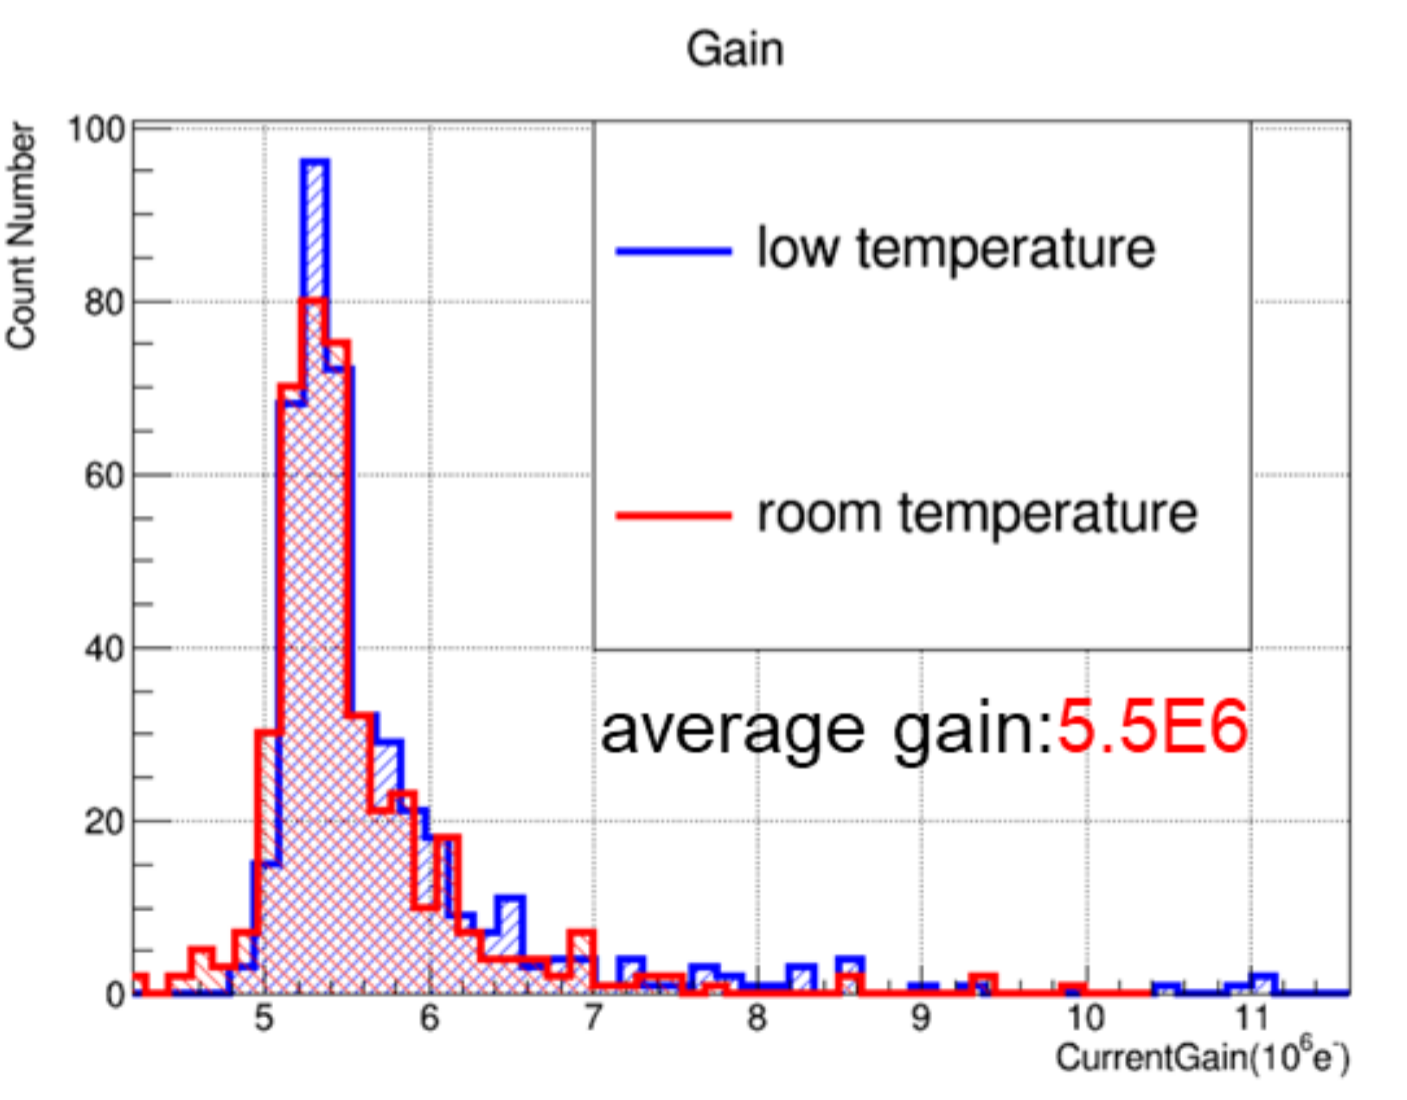 Gain
Count Number
100
80
60
40
20
0
low temperature
room temperature
average gain:5.5E6
5 6 7 8 9 10 11
CurrentGain(10⁶e⁻)